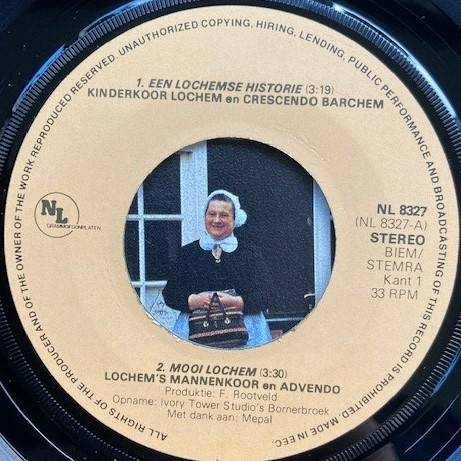 ALL RIGHTS OF THE PRODUCER AND OF THE OWNER OF THE WORK REPRODUCED RESERVED. UNAUTHORIZED COPYING, HIRING, LENDING, PUBLIC PERFORMANCE AND BROADCASTING OF THIS RECORD IS PROHIBITED. MADE IN EEC.
1. EEN LOCHEMSE HISTORIE (3:19)
KINDERKOOR LOCHEM en CRESCENDO BARCHEM
NL
GRAMMOFOONPLATEN
NL 8327
(NL 8327-A)
STEREO
BIEM/
STEMRA
Kant 1
33 RPM
2. MOOI LOCHEM (3:30)
LOCHEM'S MANNENKOOR en ADVENDO
Produktie: F. Rootveld
Opname: Ivory Tower Studio's Bornerbroek
Met dank aan: Mepal